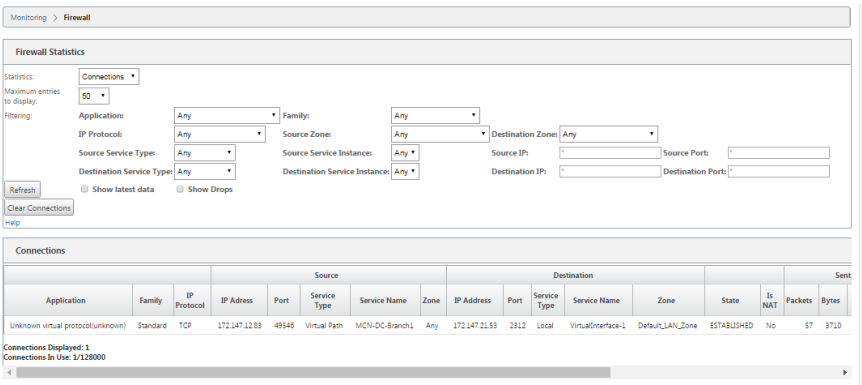 Monitoring > Firewall
Firewall Statistics
Statistics: Connections
Maximum entries to display: 50
Filtering: Application: Any Family: Any
IP Protocol: Any Source Zone: Any Destination Zone: Any
Source Service Type: Any Source Service Instance: Any Source IP: * Source Port: *
Destination Service Type: Any Destination Service Instance: Any Destination IP: * Destination Port: *
Refresh Show latest data Show Drops
Clear Connections
Help
Connections
Source Destination Sent
Application Family IP Protocol IP Adress Port Service Type Service Name Zone IP Address Port Service Type Service Name Zone State Is NAT Packets Bytes
Unknown virtual protocol(unknown) Standard TCP 172.147.12.83 49546 Virtual Path MCN-DC-Branch1 Any 172.147.21.53 2312 Local VirtualInterface-1 Default_LAN_Zone ESTABLISHED No 57 3710
Connections Displayed: 1
Connections In Use: 1/128000